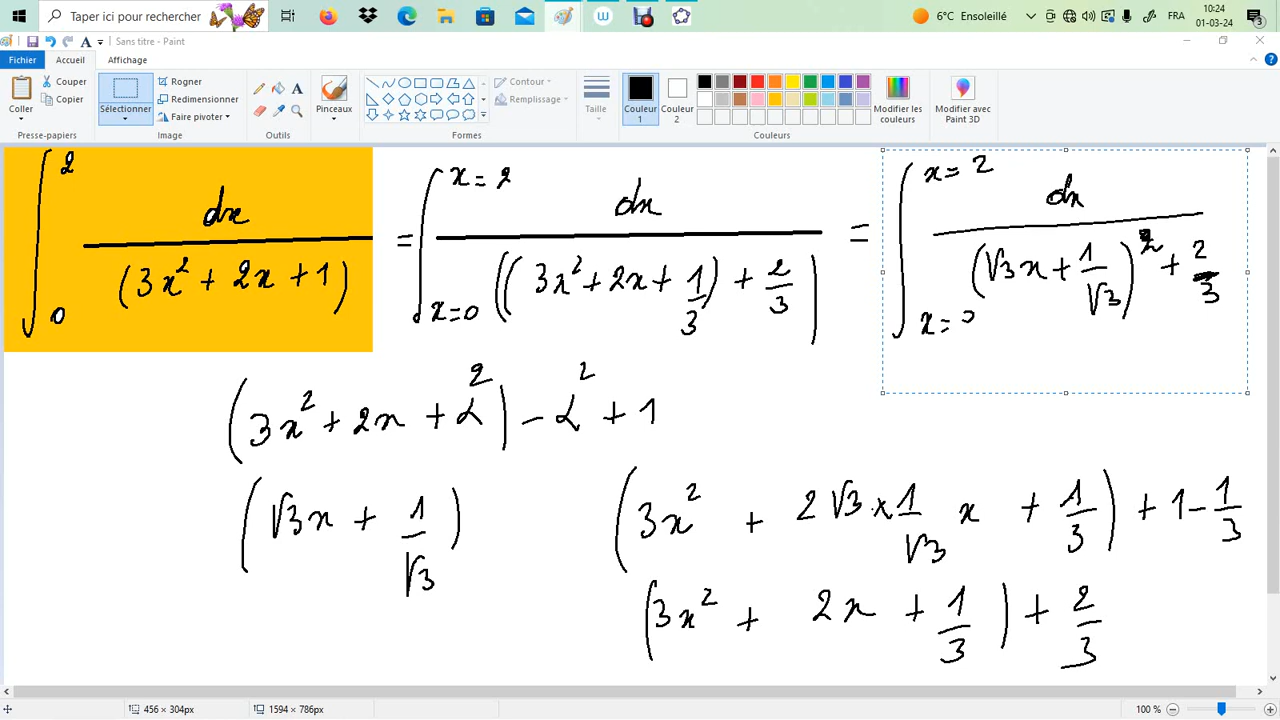 Taper ici pour rechercher
6°C Ensoleillé
FRA
10:24
01-03-24
3
Sans titre - Paint
Fichier
Accueil
Affichage
Coller
Couper
Copier
Presse-papiers
Sélectionner
Rogner
Redimensionner
Faire pivoter
Image
A
Outils
Pinceaux
Contour
Remplissage
Formes
Taille
Couleur 1
Couleur 2
Modifier les couleurs
Couleurs
Modifier avec Paint 3D
∫₀² dx/(3x² + 2x + 1) = ∫_{x=0}^{x=2} dx/((3x² + 2x + 1/3) + 2/3) = ∫_{x=0}^{x=2} dx/((√3x + 1/√3)² + 2/3)
(3x² + 2x + α²) - α² + 1
(√3x + 1/√3)
(3x² + 2√3 × 1/√3 x + 1/3) + 1 - 1/3
(3x² + 2x + 1/3) + 2/3
456 × 304px
1594 × 786px
100 %